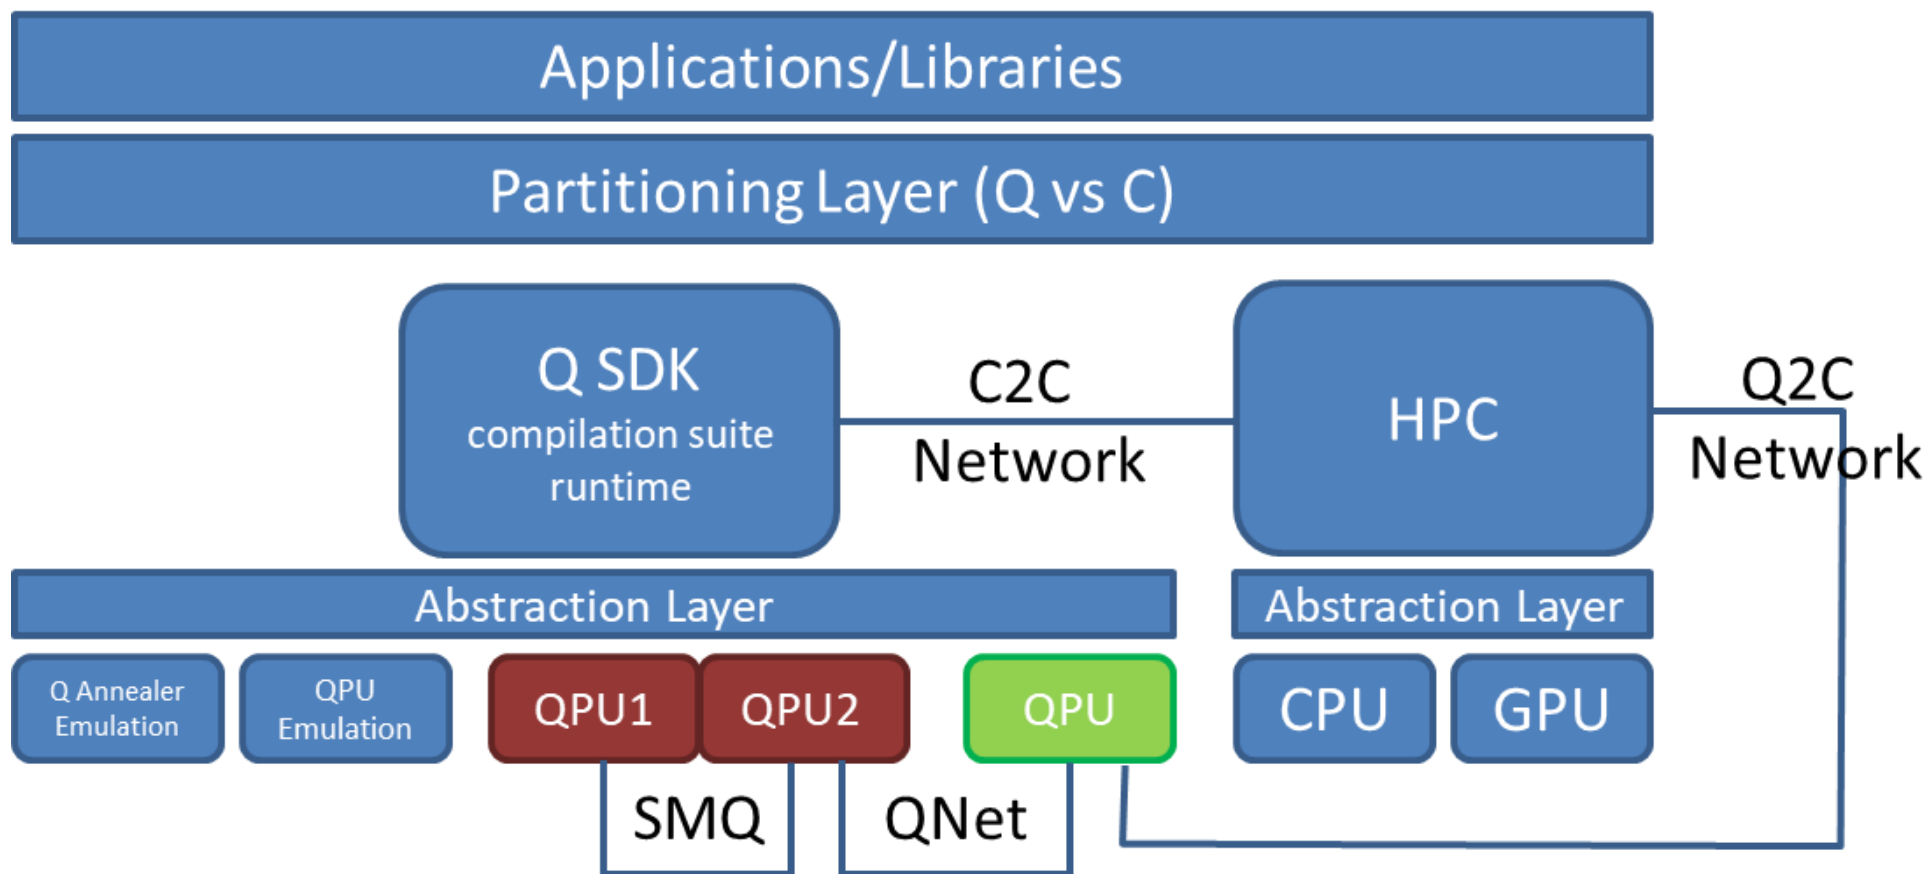 Applications/Libraries
Partitioning Layer (Q vs C)
Q SDK
compilation suite
runtime
C2C
Network
HPC
Q2C
Network
Abstraction Layer
Abstraction Layer
Q Annealer
Emulation
QPU
Emulation
QPU1
QPU2
QPU
CPU
GPU
SMQ
QNet